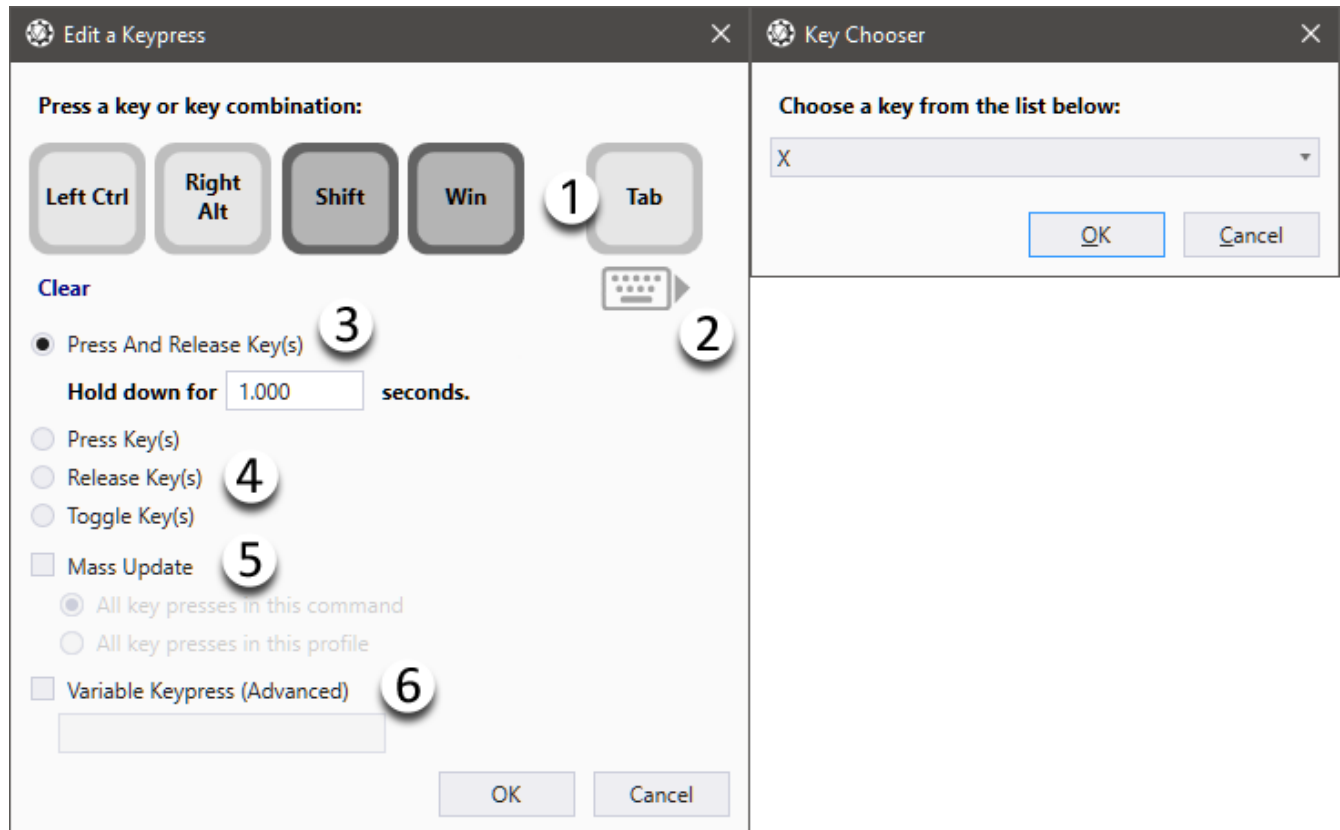 Edit a Keypress
Press a key or key combination:
Left Ctrl
Right
Alt
Shift
Win
1
Tab
Clear
2
3
Press And Release Key(s)
Hold down for 1.000 seconds.
Press Key(s)
Release Key(s)
4
Toggle Key(s)
Mass Update
5
All key presses in this command
All key presses in this profile
Variable Keypress (Advanced)
6
OK
Cancel
Key Chooser
Choose a key from the list below:
X
OK
Cancel